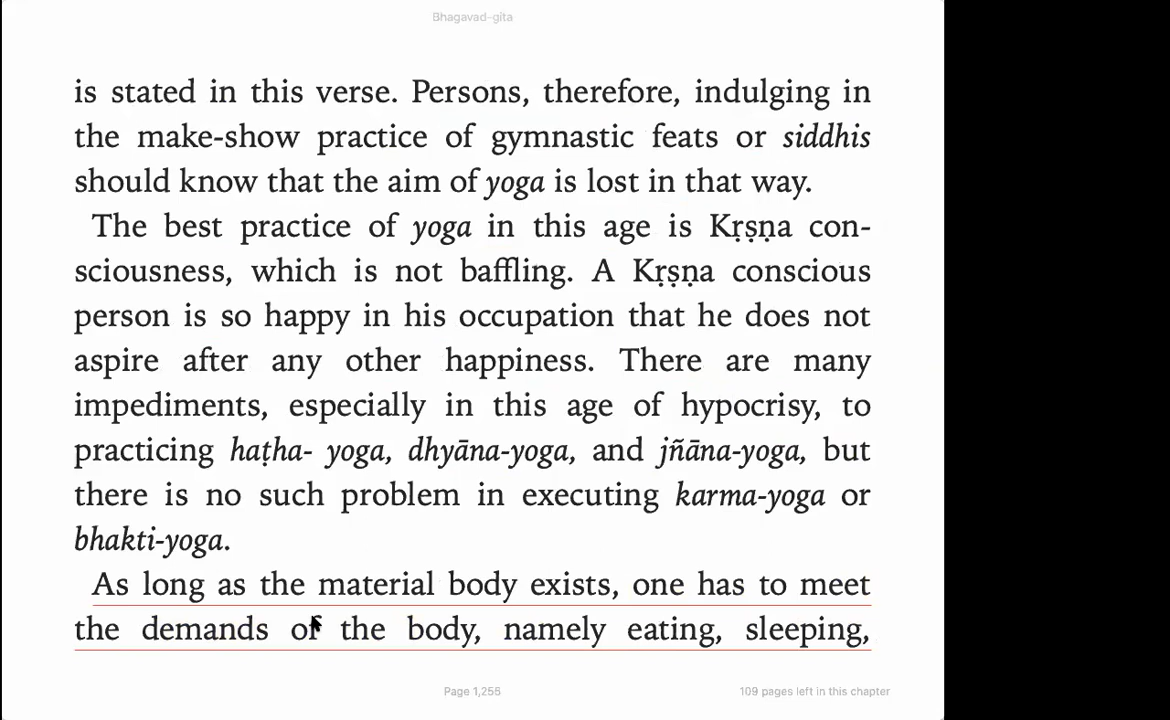 Bhagavad-gita
is stated in this verse. Persons, therefore, indulging in
the make-show practice of gymnastic feats or siddhis
should know that the aim of yoga is lost in that way.
The best practice of yoga in this age is Kṛṣṇa con-
sciousness, which is not baffling. A Kṛṣṇa conscious
person is so happy in his occupation that he does not
aspire after any other happiness. There are many
impediments, especially in this age of hypocrisy, to
practicing haṭha- yoga, dhyāna-yoga, and jñāna-yoga, but
there is no such problem in executing karma-yoga or
bhakti-yoga.
As long as the material body exists, one has to meet
the demands of the body, namely eating, sleeping,
Page 1,255
109 pages left in this chapter